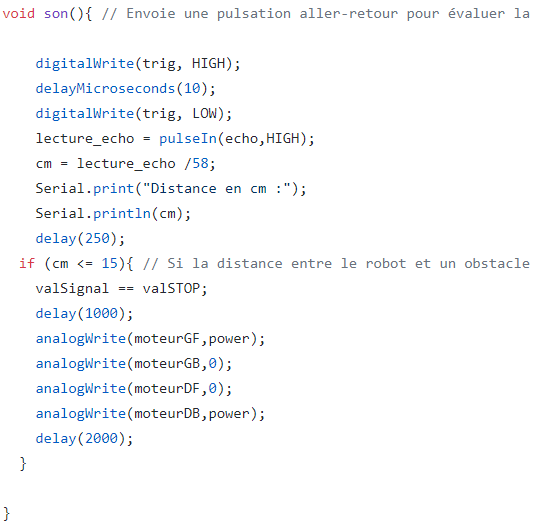 void son(){ // Envoie une pulsation aller-retour pour évaluer la
digitalWrite(trig, HIGH);
delayMicroseconds(10);
digitalWrite(trig, LOW);
lecture_echo = pulseIn(echo,HIGH);
cm = lecture_echo /58;
Serial.print("Distance en cm :");
Serial.println(cm);
delay(250);
if (cm <= 15){ // Si la distance entre le robot et un obstacle
valSignal == valSTOP;
delay(1000);
analogWrite(moteurGF,power);
analogWrite(moteurGB,0);
analogWrite(moteurDF,0);
analogWrite(moteurDB,power);
delay(2000);
}
}